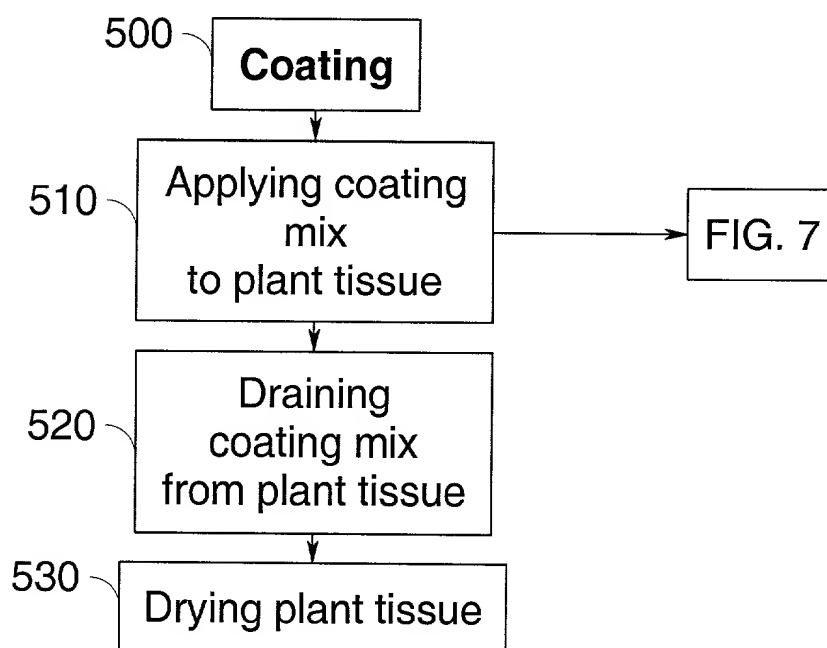 500
Coating
510
Applying coating
mix
to plant tissue
FIG. 7
520
Draining
coating mix
from plant tissue
530
Drying plant tissue